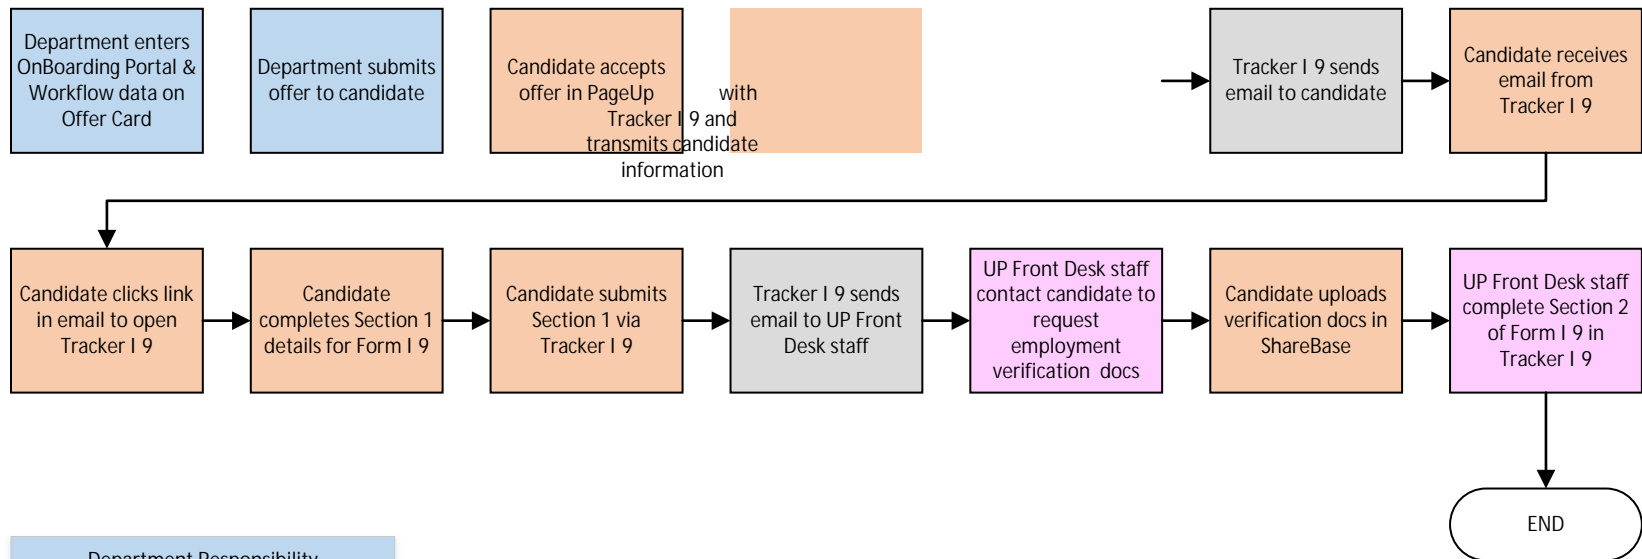 Department enters
OnBoarding Portal &
Workflow data on
Offer Card
Department submits
offer to candidate
Candidate accepts
offer in PageUp
with
Tracker I 9 and
transmits candidate
information
Tracker I 9 sends
email to candidate
Candidate receives
email from
Tracker I 9
Candidate clicks link
in email to open
Tracker I 9
Candidate
completes Section 1
details for Form I 9
Candidate submits
Section 1 via
Tracker I 9
Tracker I 9 sends
email to UP Front
Desk staff
UP Front Desk staff
contact candidate to
request
employment
verification docs
Candidate uploads
verification docs in
ShareBase
UP Front Desk staff
complete Section 2
of Form I 9 in
Tracker I 9
END
Department Responsibility